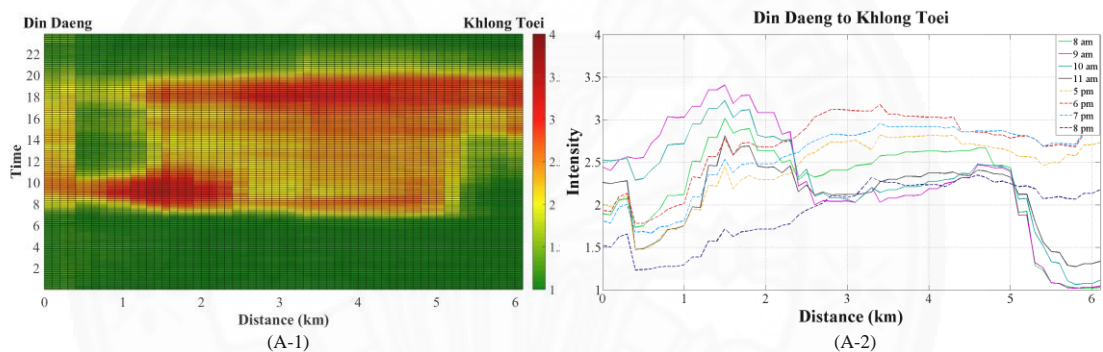 Din Daeng
Khlong Toei
22
20
18
16
14
12
10
8
6
4
2
Time
0
1
2
3
4
5
6
Distance (km)
4
3
2
1
(A-1)
Din Daeng to Khlong Toei
4
3.5
3
2.5
2
1.5
1
Intensity
0
1
2
3
4
5
6
Distance (km)
8 am
9 am
10 am
11 am
5 pm
6 pm
7 pm
8 pm
(A-2)